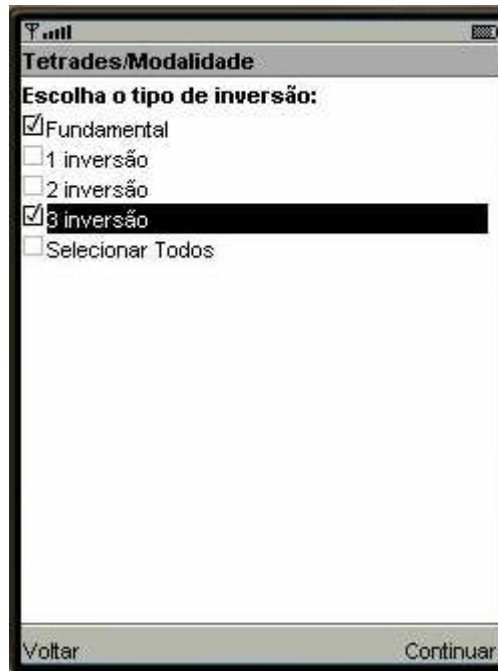 Tetrades/Modalidade
Escolha o tipo de inversão:
Fundamental
1 inversão
2 inversão
3 inversão
Selecionar Todos
Voltar Continuar